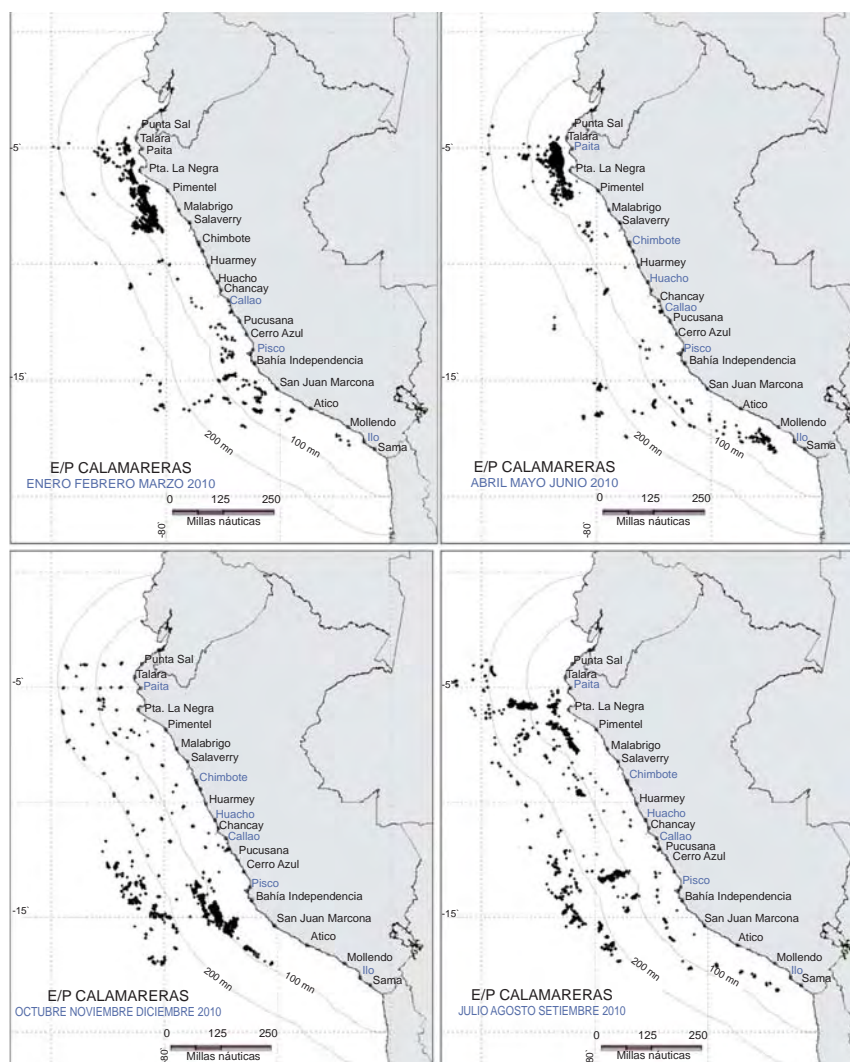 Punta Sal
Talara
Paita
-5°
Pta. La Negra
Pimentel
Malabrigo
Salaverry
Chimbote
Huarmey
Huacho
Chancay
Callao
Pucusana
Cerro Azul
Pisco
Bahía Independencia
-15°
San Juan Marcona
Atico
Mollendo
Ilo
Sama
200 mn
100 mn
E/P CALAMARERAS
ENERO FEBRERO MARZO 2010
0 125 250
Millas náuticas
-80°
Punta Sal
Talara
Paita
-5°
Pta. La Negra
Pimentel
Malabrigo
Salaverry
Chimbote
Huarmey
Huacho
Chancay
Callao
Pucusana
Cerro Azul
Pisco
Bahía Independencia
-15°
San Juan Marcona
Atico
Mollendo
Ilo
Sama
200 mn
100 mn
E/P CALAMARERAS
ABRIL MAYO JUNIO 2010
0 125 250
Millas náuticas
-80°
Punta Sal
Talara
Paita
-5°
Pta. La Negra
Pimentel
Malabrigo
Salaverry
Chimbote
Huarmey
Huacho
Chancay
Callao
Pucusana
Cerro Azul
Pisco
Bahía Independencia
-15°
San Juan Marcona
Atico
Mollendo
Ilo
Sama
200 mn
100 mn
E/P CALAMARERAS
OCTUBRE NOVIEMBRE DICIEMBRE 2010
0 125 250
Millas náuticas
-80°
Punta Sal
Talara
Paita
-5°
Pta. La Negra
Pimentel
Malabrigo
Salaverry
Chimbote
Huarmey
Huacho
Chancay
Callao
Pucusana
Cerro Azul
Pisco
Bahía Independencia
-15°
San Juan Marcona
Atico
Mollendo
Ilo
Sama
200 mn
100 mn
E/P CALAMARERAS
JULIO AGOSTO SETIEMBRE 2010
0 125 250
Millas náuticas
-80°